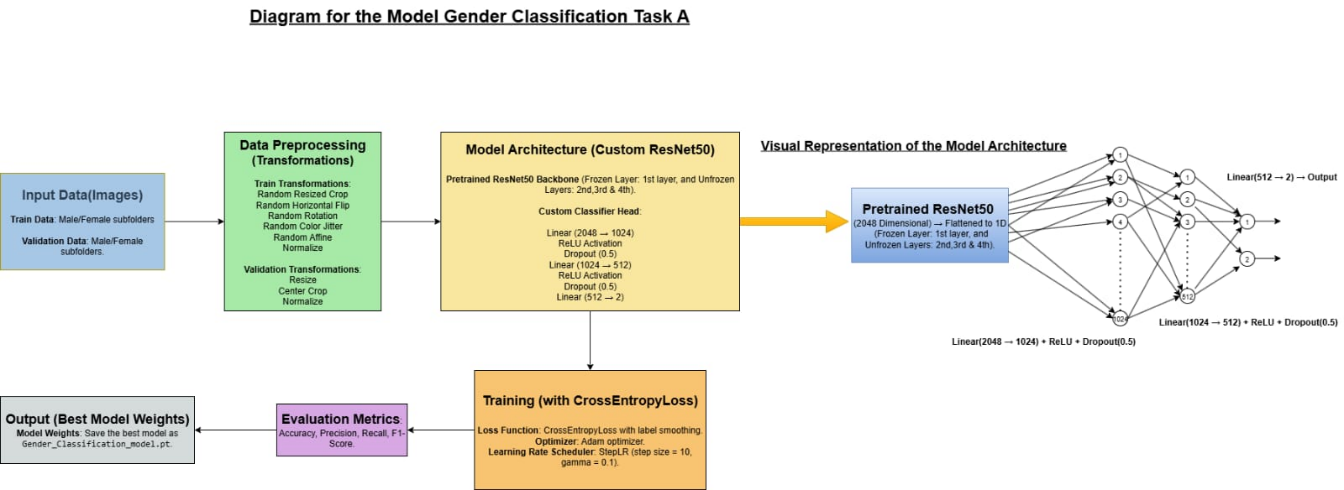 Diagram for the Model Gender Classification Task A
Input Data(Images)
Train Data: Male/Female subfolders
Validation Data: Male/Female
subfolders.
Data Preprocessing
(Transformations)
Train Transformations:
Random Resized Crop
Random Horizontal Flip
Random Rotation
Random Color Jitter
Random Affine
Normalize
Validation Transformations:
Resize
Center Crop
Normalize
Model Architecture (Custom ResNet50)
Pretrained ResNet50 Backbone (Frozen Layer: 1st layer, and Unfrozen
Layers: 2nd,3rd & 4th).
Custom Classifier Head:
Linear (2048 → 1024)
ReLU Activation
Dropout (0.5)
Linear (1024 → 512)
ReLU Activation
Dropout (0.5)
Linear (512 → 2)
Visual Representation of the Model Architecture
Pretrained ResNet50
(2048 Dimensional) → Flattened to 1D
(Frozen Layer: 1st layer, and
Unfrozen Layers: 2nd,3rd & 4th).
1
2
3
4
1024
1
2
3
512
1
2
Linear(512 → 2) → Output
Linear(1024 → 512) + ReLU + Dropout(0.5)
Linear(2048 → 1024) + ReLU + Dropout(0.5)
Training (with CrossEntropyLoss)
Loss Function: CrossEntropyLoss with label smoothing.
Optimizer: Adam optimizer.
Learning Rate Scheduler: StepLR (step size = 10,
gamma = 0.1).
Evaluation Metrics:
Accuracy, Precision, Recall, F1-
Score.
Output (Best Model Weights)
Model Weights: Save the best model as
Gender_Classification_model.pt.